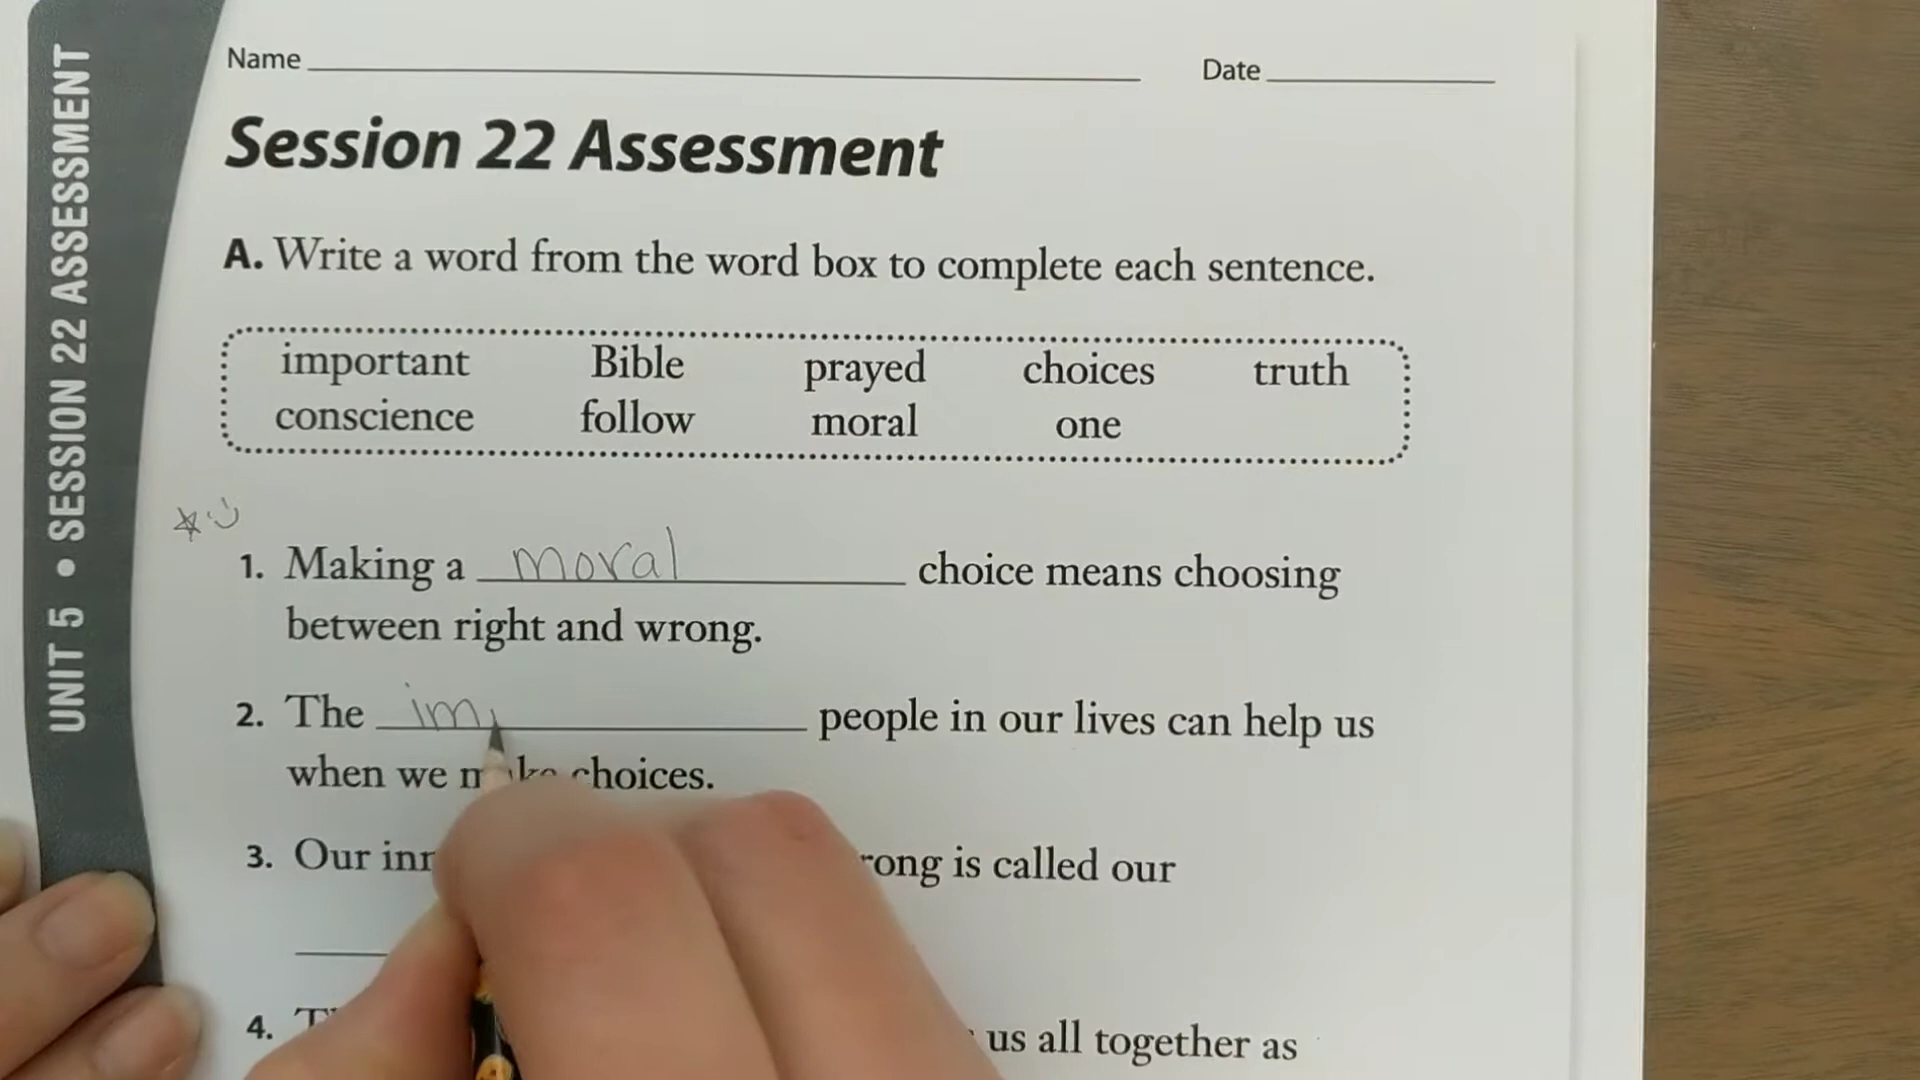 UNIT 5 • SESSION 22 ASSESSMENT
Name Date
Session 22 Assessment
A. Write a word from the word box to complete each sentence.
important Bible prayed choices truth
conscience follow moral one
1. Making a moral choice means choosing
between right and wrong.
2. The im people in our lives can help us
when we choices.
3. Our is called our
4. us all together as